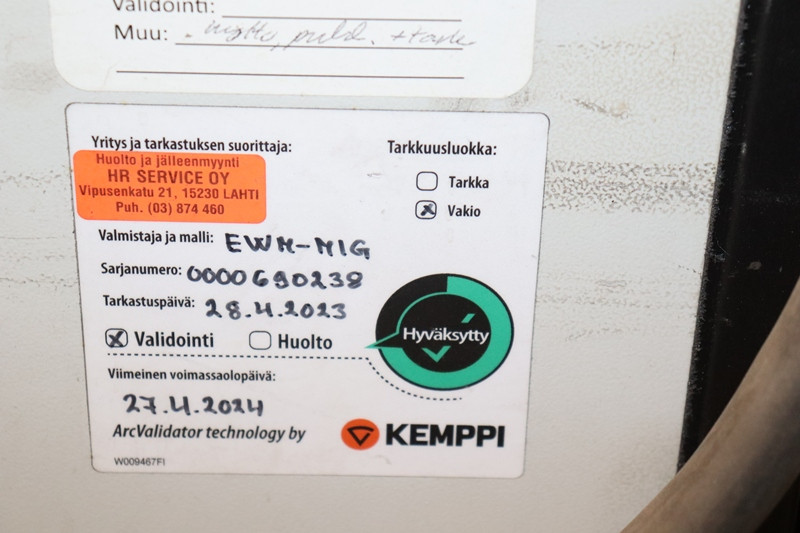 Validointi:
Muu:
Yritys ja tarkastuksen suorittaja:
Huolto ja jälleenmyynti
HR SERVICE OY
Vipusenkatu 21, 15230 LAHTI
Puh. (03) 874 460
Tarkkuusluokka:
Tarkka
Vakio
Valmistaja ja malli: EWM-MIG
Sarjanumero: 0000690238
Tarkastuspäivä: 28.4.2023
Validointi Huolto
Hyväksytty
Viimeinen voimassaolopäivä:
27.4.2024
ArcValidator technology by KEMPPI
W009467FI